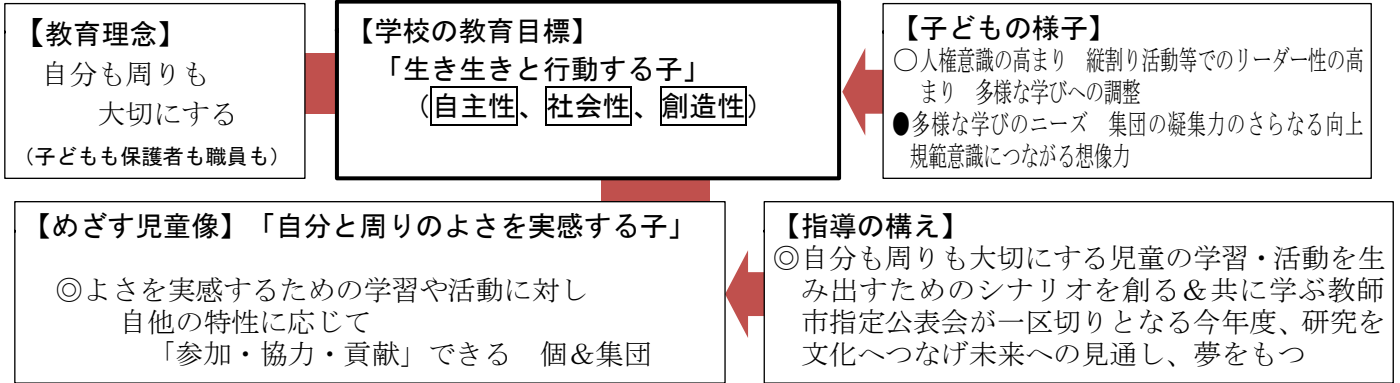 【教育理念】
自分も周りも
大切にする
（子どもも保護者も職員も）
【学校の教育目標】
「生き生きと行動する子」
（自主性、社会性、創造性）
【子どもの様子】
○人権意識の高まり　縦割り活動等でのリーダー性の高
まり　多様な学びへの調整
●多様な学びのニーズ　集団の凝集力のさらなる向上
規範意識につながる想像力
【めざす児童像】「自分と周りのよさを実感する子」
◎よさを実感するための学習や活動に対し
自他の特性に応じて
「参加・協力・貢献」できる　個＆集団
【指導の構え】
◎自分も周りも大切にする児童の学習・活動を生
み出すためのシナリオを創る＆共に学ぶ教師
市指定公表会が一区切りとなる今年度、研究を
文化へつなげ未来への見通し、夢をもつ